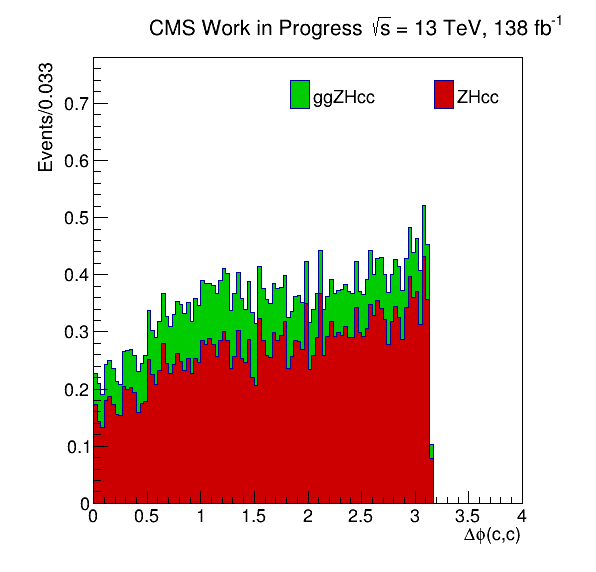 CMS Work in Progress √s = 13 TeV, 138 fb⁻¹
Events/0.033
ggZHcc ZHcc
0.7
0.6
0.5
0.4
0.3
0.2
0.1
0
0 0.5 1 1.5 2 2.5 3 3.5 4
Δϕ(c,c)